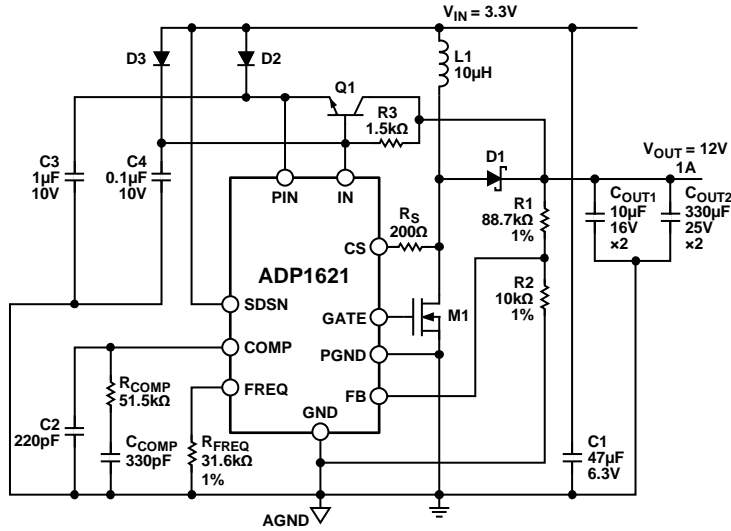 V_IN = 3.3V
D3
D2
L1
10µH
Q1
R3
1.5kΩ
C3
1µF
10V
C4
0.1µF
10V
D1
V_OUT = 12V
1A
PIN
IN
R_S
200Ω
R1
88.7kΩ
1%
C_OUT1
10µF
16V
×2
C_OUT2
330µF
25V
×2
CS
ADP1621
R2
10kΩ
1%
SDSN
GATE
M1
COMP
PGND
R_COMP
51.5kΩ
FREQ
FB
C2
220pF
GND
C_COMP
330pF
R_FREQ
31.6kΩ
1%
C1
47µF
6.3V
AGND